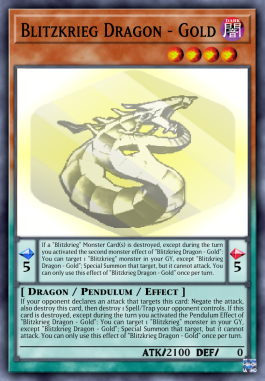 Blitzkrieg Dragon - Gold
DARK
闇
If a "Blitzkrieg" Monster Card(s) is destroyed, except during the turn
you activated the second monster effect of "Blitzkrieg Dragon - Gold":
You can target 1 "Blitzkrieg" monster in your GY, except "Blitzkrieg
Dragon - Gold"; Special Summon that target, but it cannot attack. You
can only use this effect of "Blitzkrieg Dragon - Gold" once per turn.
5
5
[ Dragon / Pendulum / Effect ]
If your opponent declares an attack that targets this card: Negate the attack,
also destroy this card, then destroy 1 Spell/Trap your opponent controls. If this
card is destroyed, except during the turn you activated the Pendulum Effect of
"Blitzkrieg Dragon - Gold": You can target 1 "Blitzkrieg" monster in your GY,
except "Blitzkrieg Dragon - Gold"; Special Summon that target, but it cannot
attack. You can only use this effect of "Blitzkrieg Dragon - Gold" once per turn.
ATK/2100 DEF/ 0